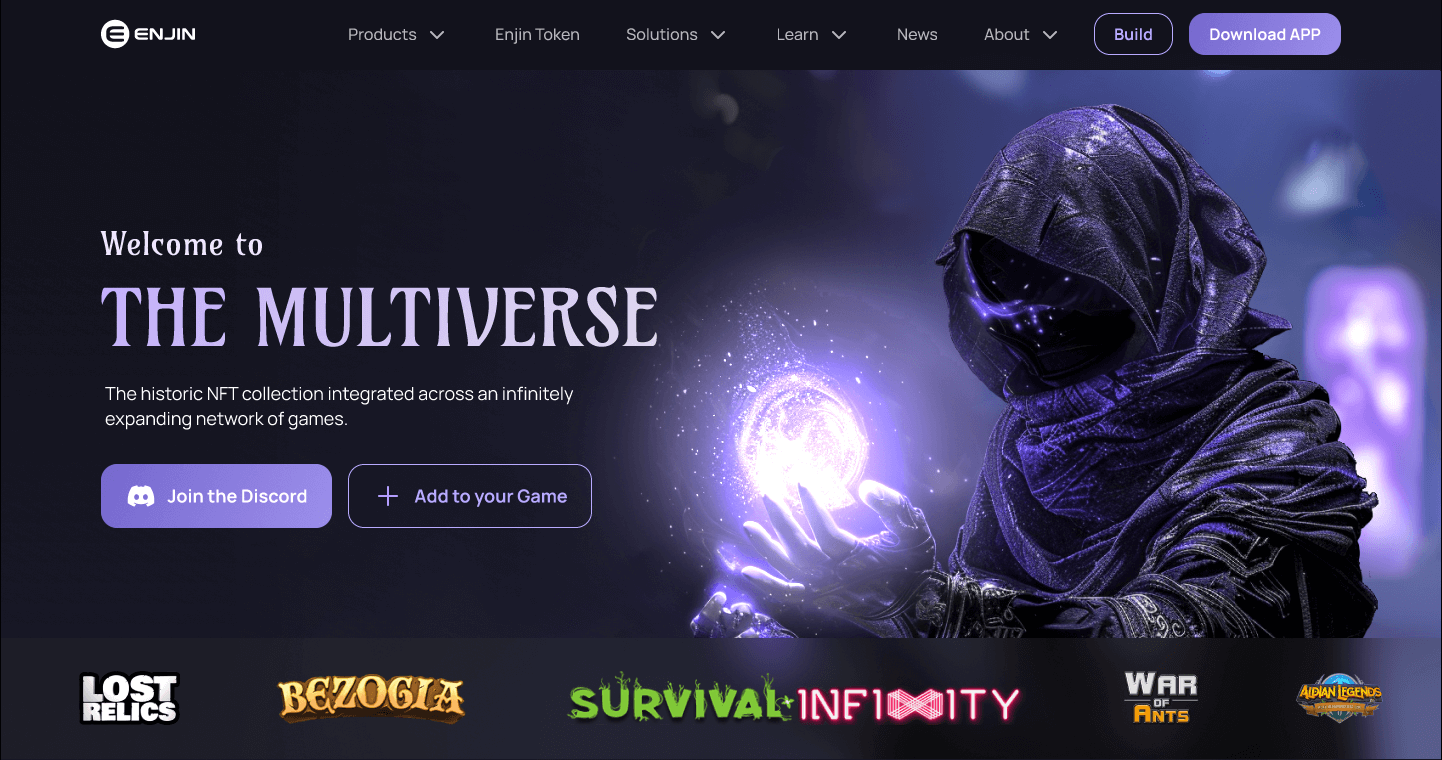 ENJIN
Products
Enjin Token
Solutions
Learn
News
About
Build
Download APP
Welcome to
THE MULTIVERSE
The historic NFT collection integrated across an infinitely
expanding network of games.
Join the Discord
Add to your Game
LOST
RELICS
BEZOGIA
SURVIVAL
INFINITY
WAR
OF
ANTS
ALDIAN LEGENDS